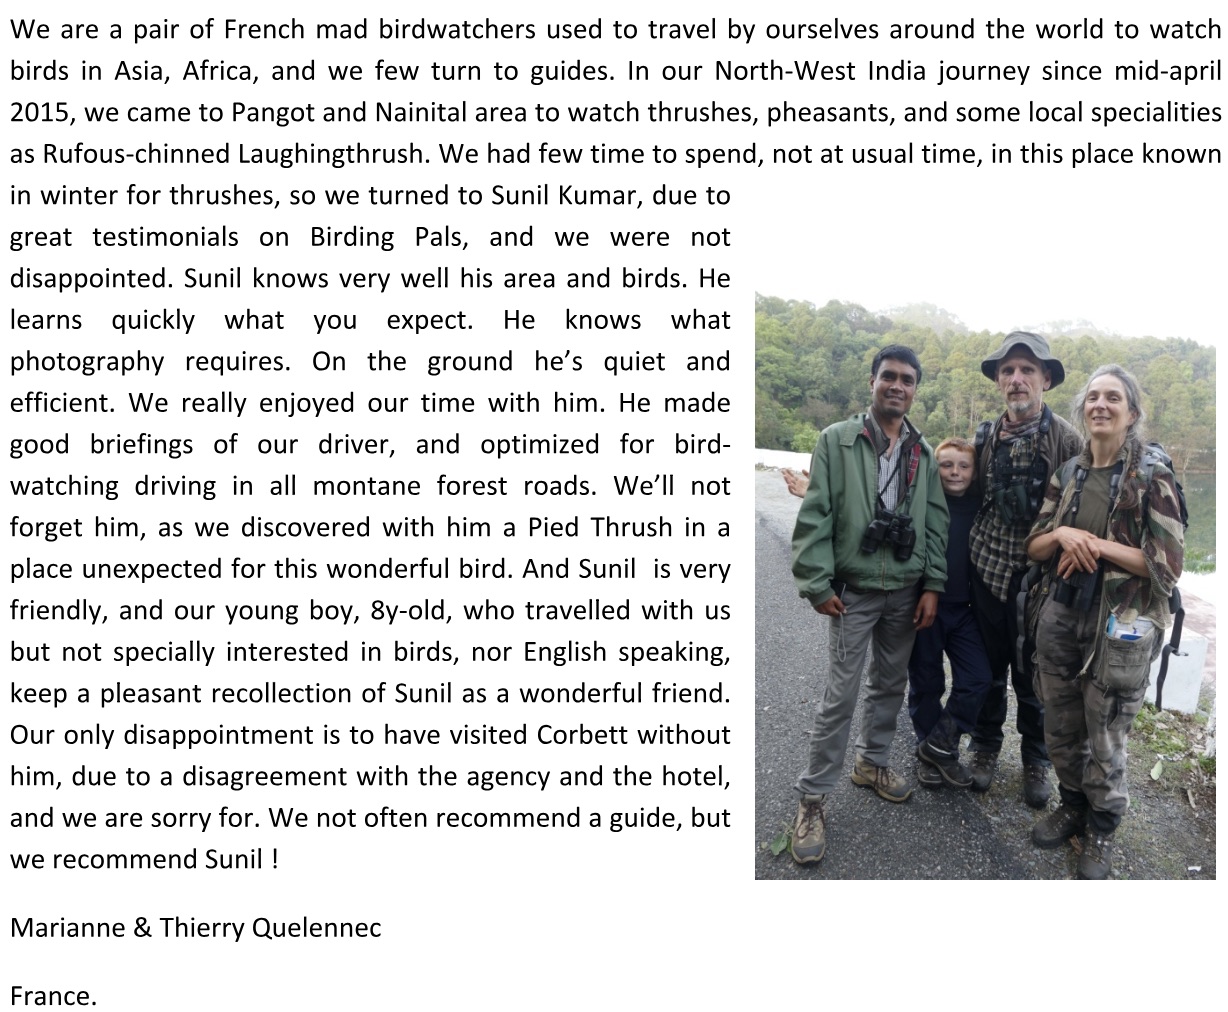 We are a pair of French mad birdwatchers used to travel by ourselves around the world to watch
birds in Asia, Africa, and we few turn to guides. In our North-West India journey since mid-april
2015, we came to Pangot and Nainital area to watch thrushes, pheasants, and some local specialities
as Rufous-chinned Laughingthrush. We had few time to spend, not at usual time, in this place known
in winter for thrushes, so we turned to Sunil Kumar, due to
great testimonials on Birding Pals, and we were not
disappointed. Sunil knows very well his area and birds. He
learns quickly what you expect. He knows what
photography requires. On the ground he’s quiet and
efficient. We really enjoyed our time with him. He made
good briefings of our driver, and optimized for bird-
watching driving in all montane forest roads. We’ll not
forget him, as we discovered with him a Pied Thrush in a
place unexpected for this wonderful bird. And Sunil  is very
friendly, and our young boy, 8y-old, who travelled with us
but not specially interested in birds, nor English speaking,
keep a pleasant recollection of Sunil as a wonderful friend.
Our only disappointment is to have visited Corbett without
him, due to a disagreement with the agency and the hotel,
and we are sorry for. We not often recommend a guide, but
we recommend Sunil !
Marianne & Thierry Quelennec
France.